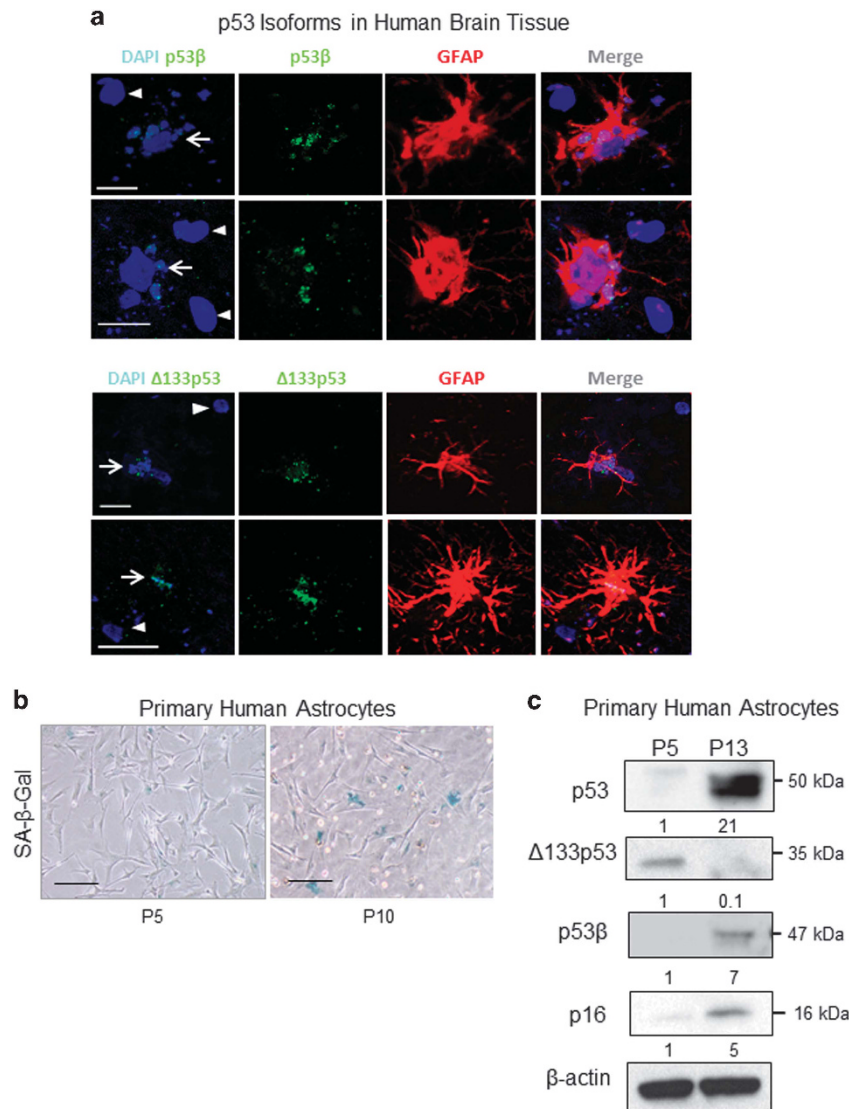 a
p53 Isoforms in Human Brain Tissue
DAPI p53β p53β GFAP Merge
DAPI Δ133p53 Δ133p53 GFAP Merge
b
Primary Human Astrocytes
SA-β-Gal
P5 P10
c
Primary Human Astrocytes
P5 P13
p53 50 kDa
1 21
Δ133p53 35 kDa
1 0.1
p53β 47 kDa
1 7
p16 16 kDa
1 5
β-actin